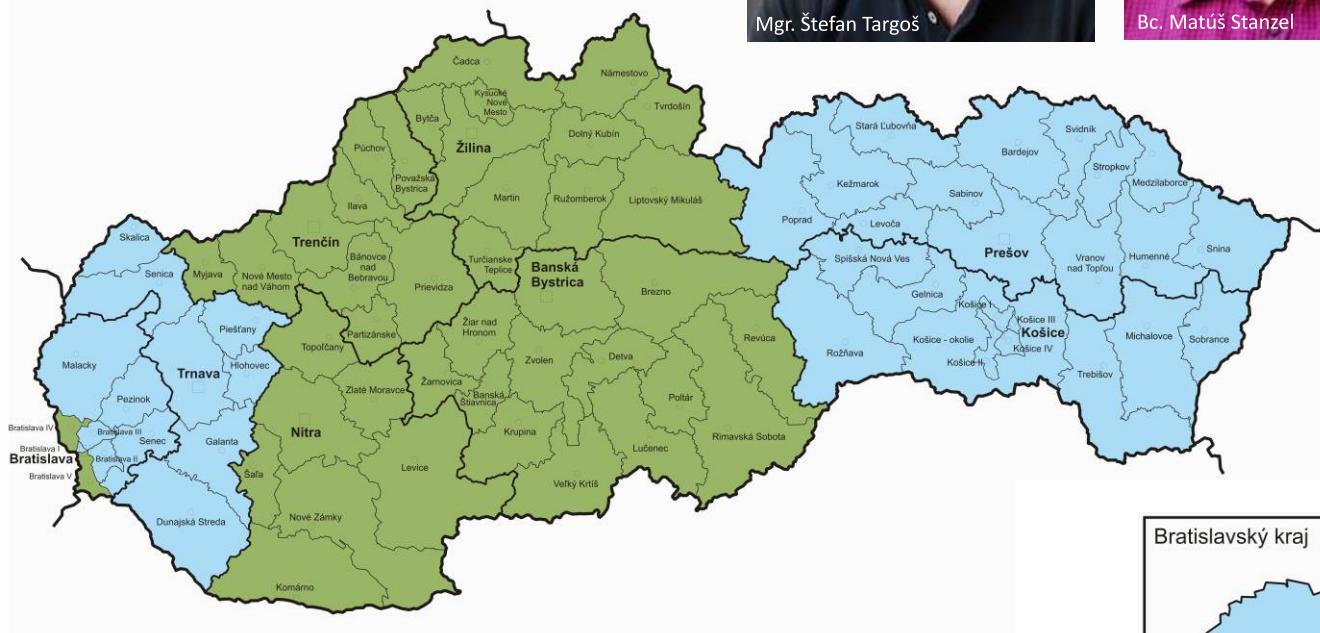 Mgr. Štefan Targoš
Bc. Matúš Stanzel
Čadca
Námestovo
Kysucké
Nové
Mesto
Tvrdošín
Bytča
Dolný Kubín
Žilina
Púchov
Považská
Bystrica
Martin
Ružomberok
Liptovský Mikuláš
Ilava
Trenčín
Bánovce
nad
Bebravou
Turčianske
Teplice
Banská
Bystrica
Myjava
Nové Mesto
nad Váhom
Prievidza
Brezno
Partizánske
Topoľčany
Žiar nad
Hronom
Zvolen
Detva
Revúca
Zlaté Moravce
Žarnovica
Banská
Štiavnica
Poltár
Nitra
Krupina
Rimavská Sobota
Levice
Lučenec
Veľký Krtíš
Šaľa
Nové Zámky
Komárno
Skalica
Senica
Piešťany
Malacky
Trnava
Hlohovec
Pezinok
Bratislava IV
Bratislava III
Senec
Galanta
Bratislava I
Bratislava
Bratislava II
Bratislava V
Dunajská Streda
Stará Ľubovňa
Svidník
Bardejov
Stropkov
Medzilaborce
Kežmarok
Sabinov
Poprad
Levoča
Prešov
Vranov
nad Topľou
Humenné
Snina
Spišská Nová Ves
Gelnica
Košice I
Košice III
Košice
Košice IV
Košice - okolie
Košice II
Rožňava
Michalovce
Sobrance
Trebišov
Bratislavský kraj